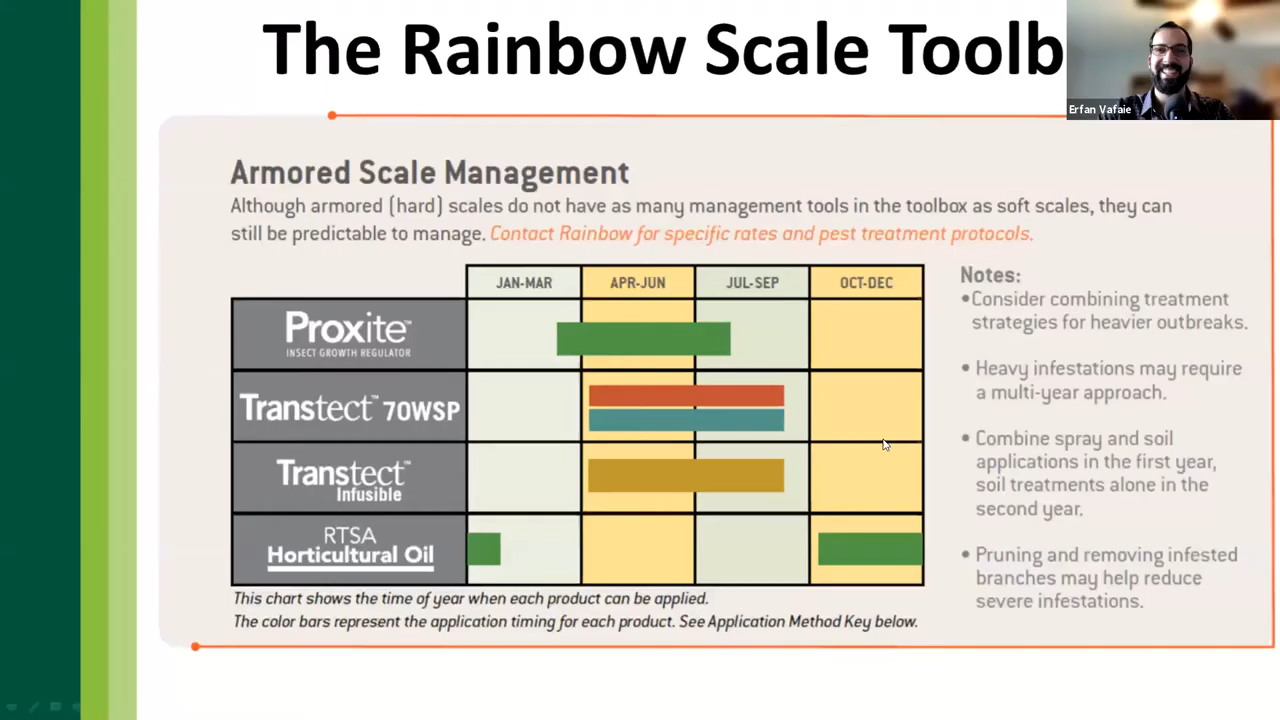 The Rainbow Scale Toolb
Erfan Vafaie
Armored Scale Management
Although armored (hard) scales do not have as many management tools in the toolbox as soft scales, they can
still be predictable to manage. Contact Rainbow for specific rates and pest treatment protocols.
JAN-MAR APR-JUN JUL-SEP OCT-DEC
Proxite™
INSECT GROWTH REGULATOR
Transtect™ 70WSP
Transtect™
Infusible
RTSA
Horticultural Oil
This chart shows the time of year when each product can be applied.
The color bars represent the application timing for each product. See Application Method Key below.
Notes:
•Consider combining treatment
strategies for heavier outbreaks.
• Heavy infestations may require
a multi-year approach.
• Combine spray and soil
applications in the first year,
soil treatments alone in the
second year.
• Pruning and removing infested
branches may help reduce
severe infestations.